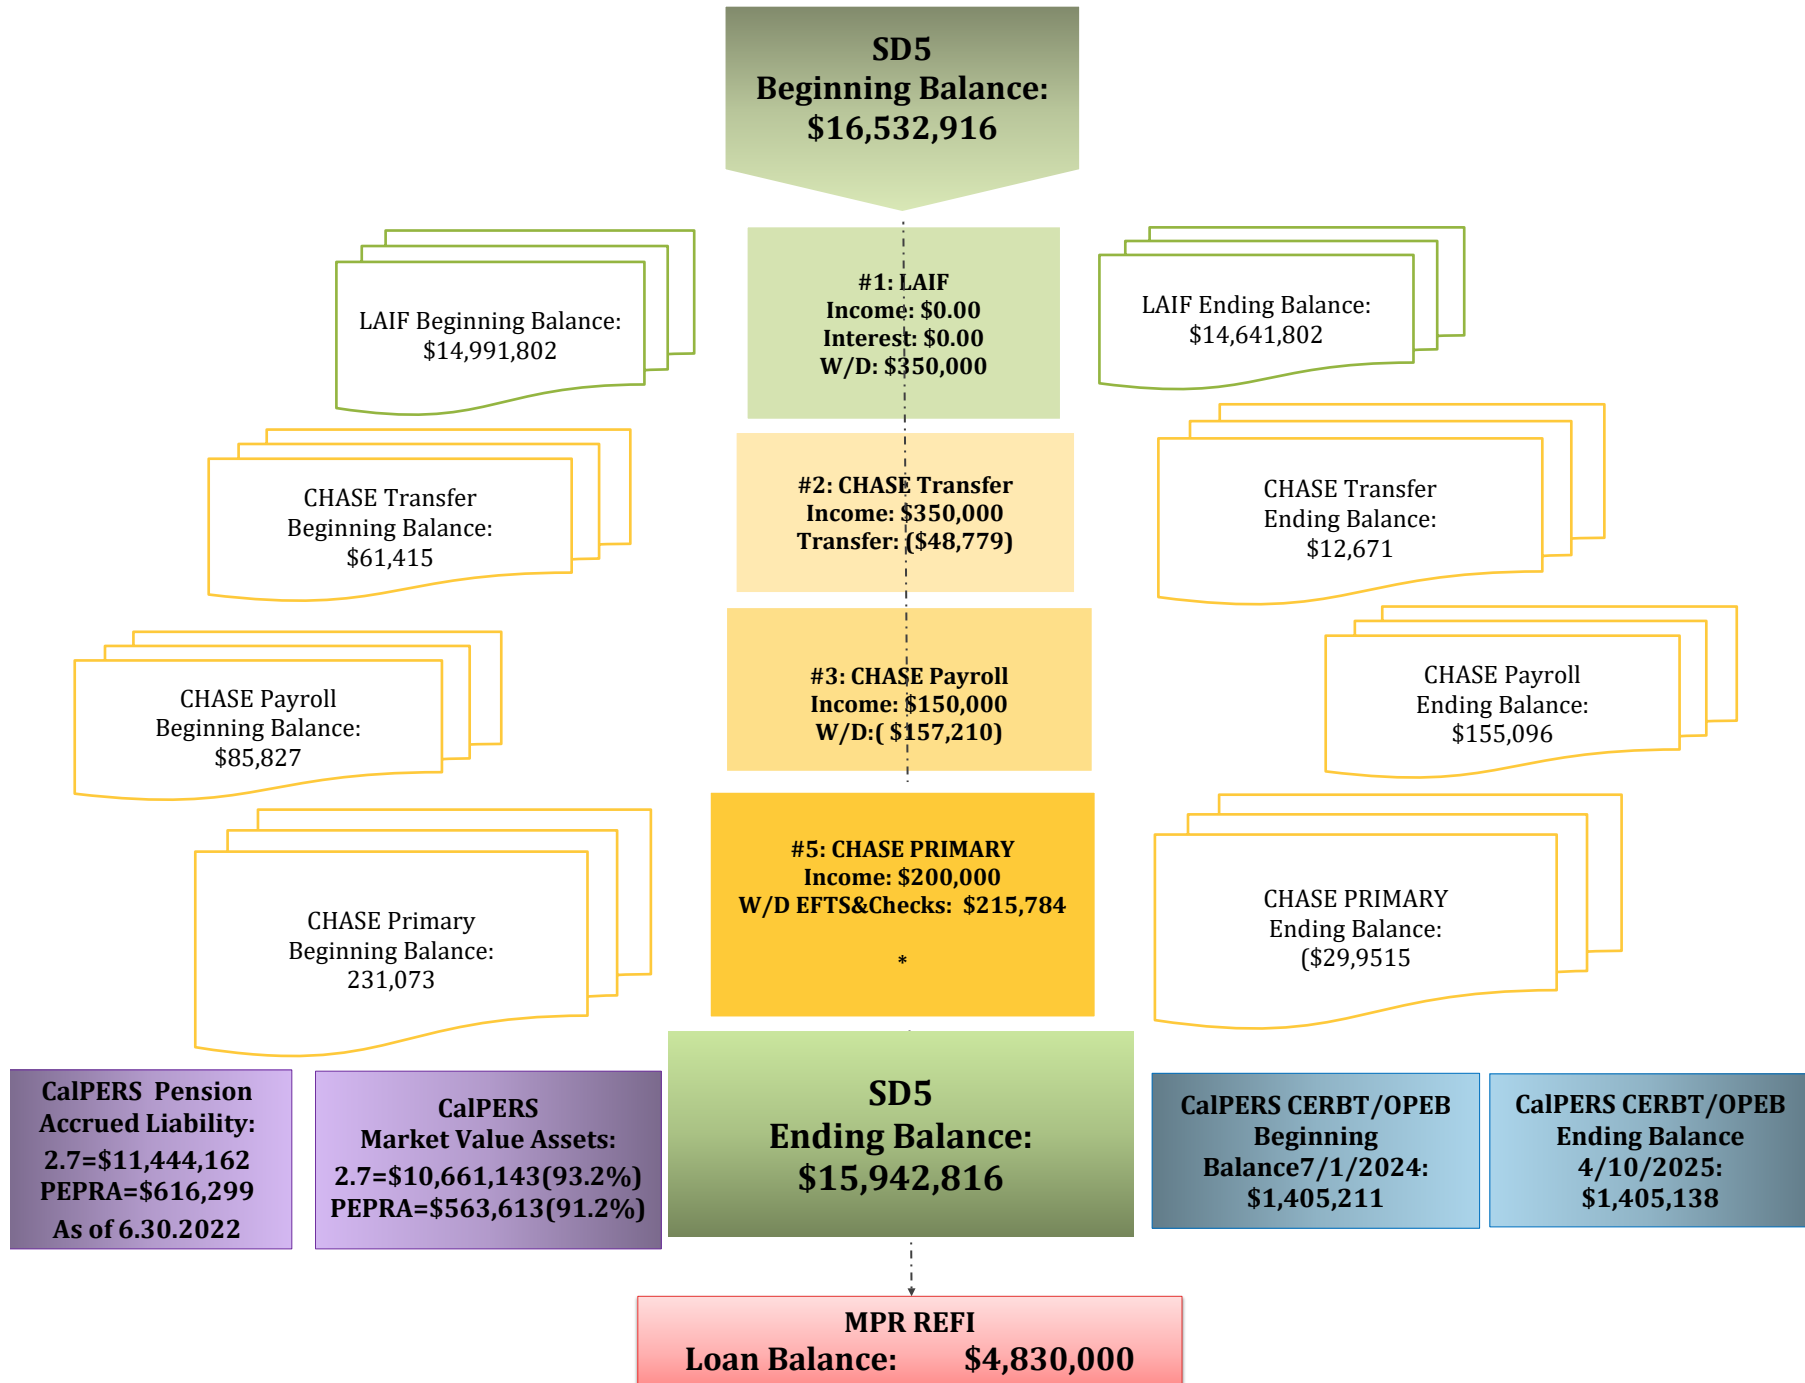 SD5
Beginning Balance:
$16,532,916
LAIF Beginning Balance:
$14,991,802
#1: LAIF
Income: $0.00
Interest: $0.00
W/D: $350,000
LAIF Ending Balance:
$14,641,802
CHASE Transfer
Beginning Balance:
$61,415
#2: CHASE Transfer
Income: $350,000
Transfer: ($48,779)
CHASE Transfer
Ending Balance:
$12,671
CHASE Payroll
Beginning Balance:
$85,827
#3: CHASE Payroll
Income: $150,000
W/D:( $157,210)
CHASE Payroll
Ending Balance:
$155,096
CHASE Primary
Beginning Balance:
231,073
#5: CHASE PRIMARY
Income: $200,000
W/D EFTS&Checks:  $215,784
*
CHASE PRIMARY
Ending Balance:
($29,9515
CalPERS  Pension
Accrued Liability:
2.7=$11,444,162
PEPRA=$616,299
As of 6.30.2022
CalPERS
Market Value Assets:
2.7=$10,661,143(93.2%)
PEPRA=$563,613(91.2%)
SD5
Ending Balance:
$15,942,816
CalPERS CERBT/OPEB
Beginning
Balance7/1/2024:
$1,405,211
CalPERS CERBT/OPEB
Ending Balance
4/10/2025:
$1,405,138
MPR REFI
Loan Balance:      $4,830,000